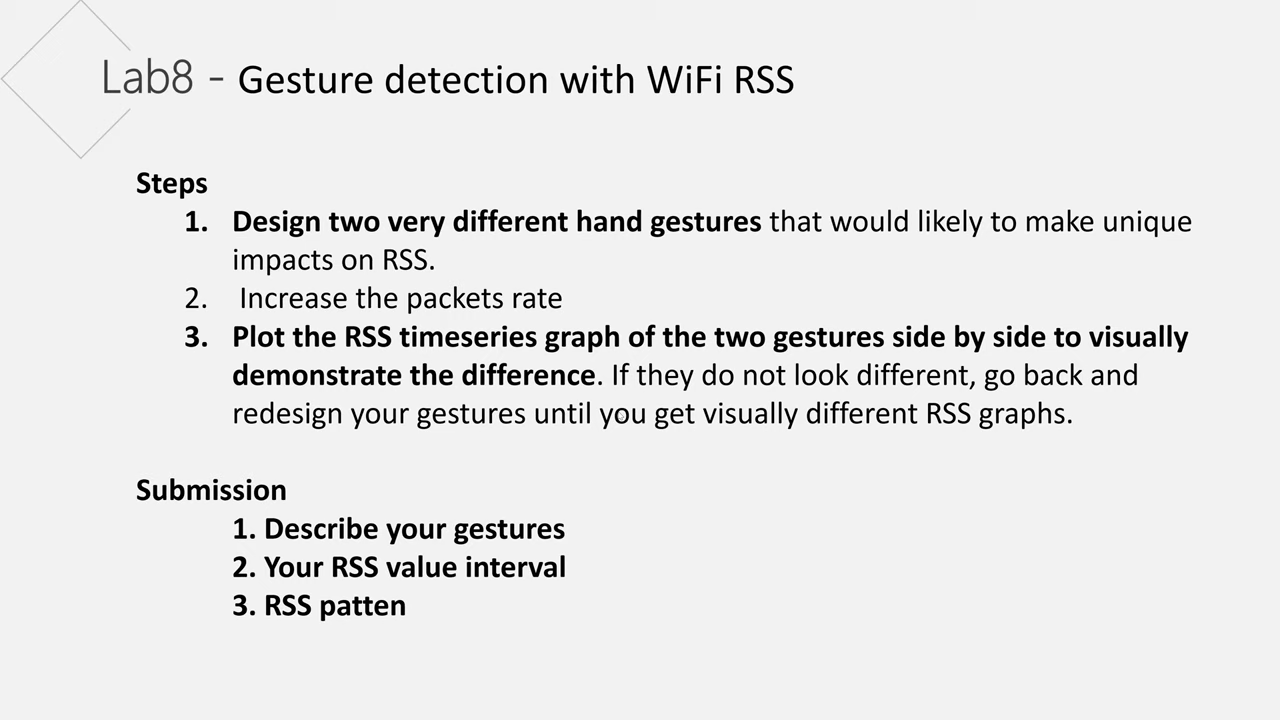 Lab8 - Gesture detection with WiFi RSS
Steps
1. Design two very different hand gestures that would likely to make unique
impacts on RSS.
2. Increase the packets rate
3. Plot the RSS timeseries graph of the two gestures side by side to visually
demonstrate the difference. If they do not look different, go back and
redesign your gestures until you get visually different RSS graphs.
Submission
1. Describe your gestures
2. Your RSS value interval
3. RSS patten